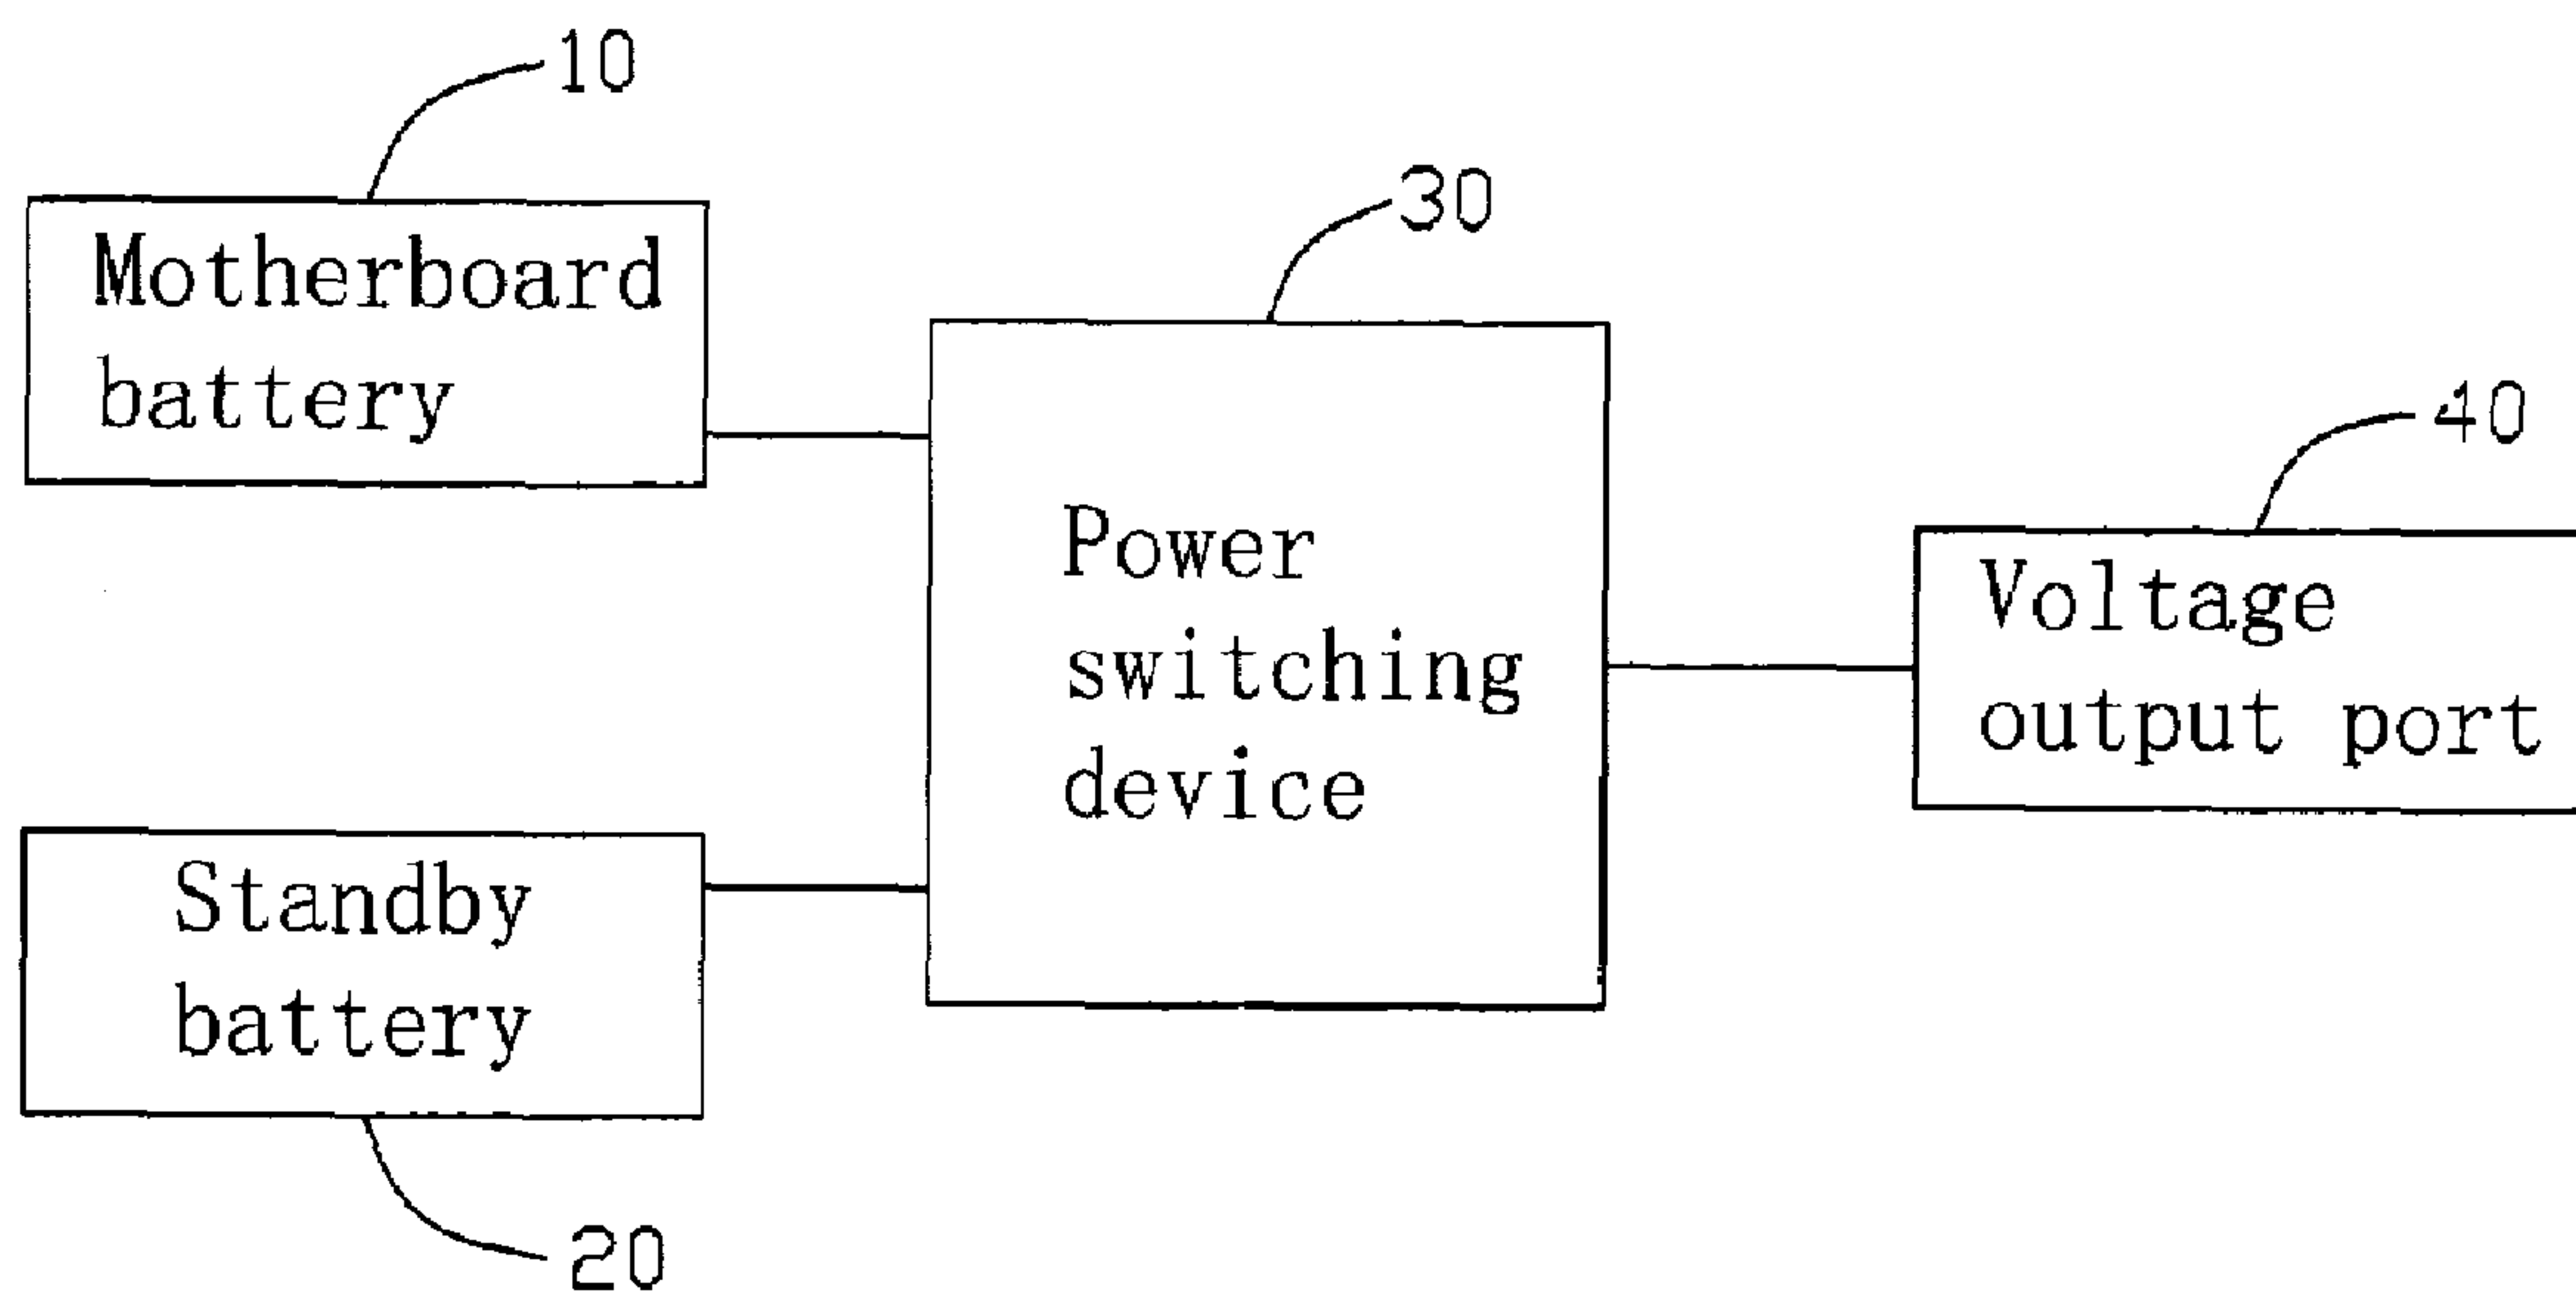 10
Motherboard
battery
30
Power
switching
device
40
Voltage
output port
Standby
battery
20